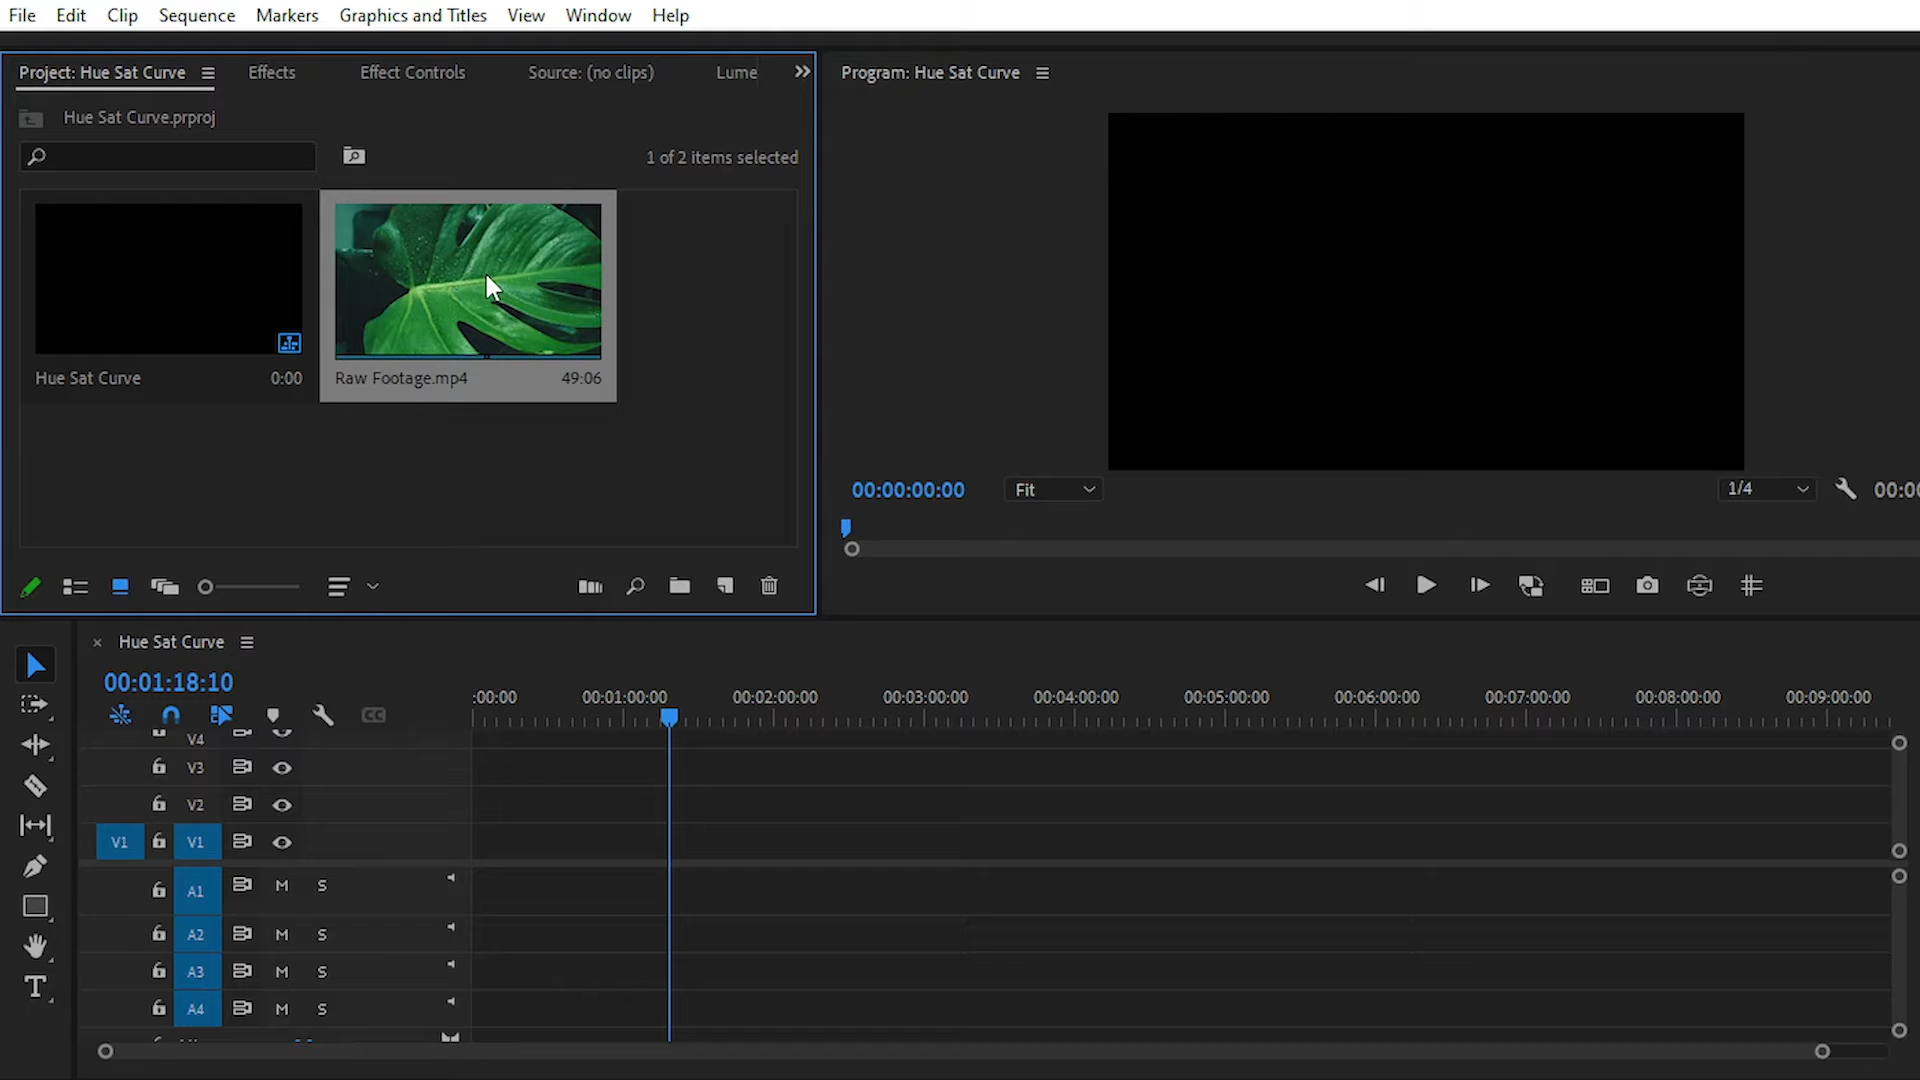 File Edit Clip Sequence Markers Graphics and Titles View Window Help
Project: Hue Sat Curve Effects Effect Controls Source: (no clips) Lume
Program: Hue Sat Curve
Hue Sat Curve.prproj
1 of 2 items selected
Hue Sat Curve 0:00
Raw Footage.mp4 49:06
00:00:00:00 Fit 1/4 00:00
Hue Sat Curve
00:01:18:10
:00:00 00:01:00:00 00:02:00:00 00:03:00:00 00:04:00:00 00:05:00:00 00:06:00:00 00:07:00:00 00:08:00:00 00:09:00:00
CC
V4
V3
V2
V1 V1
A1 M S
A2 M S
A3 M S
A4 M S